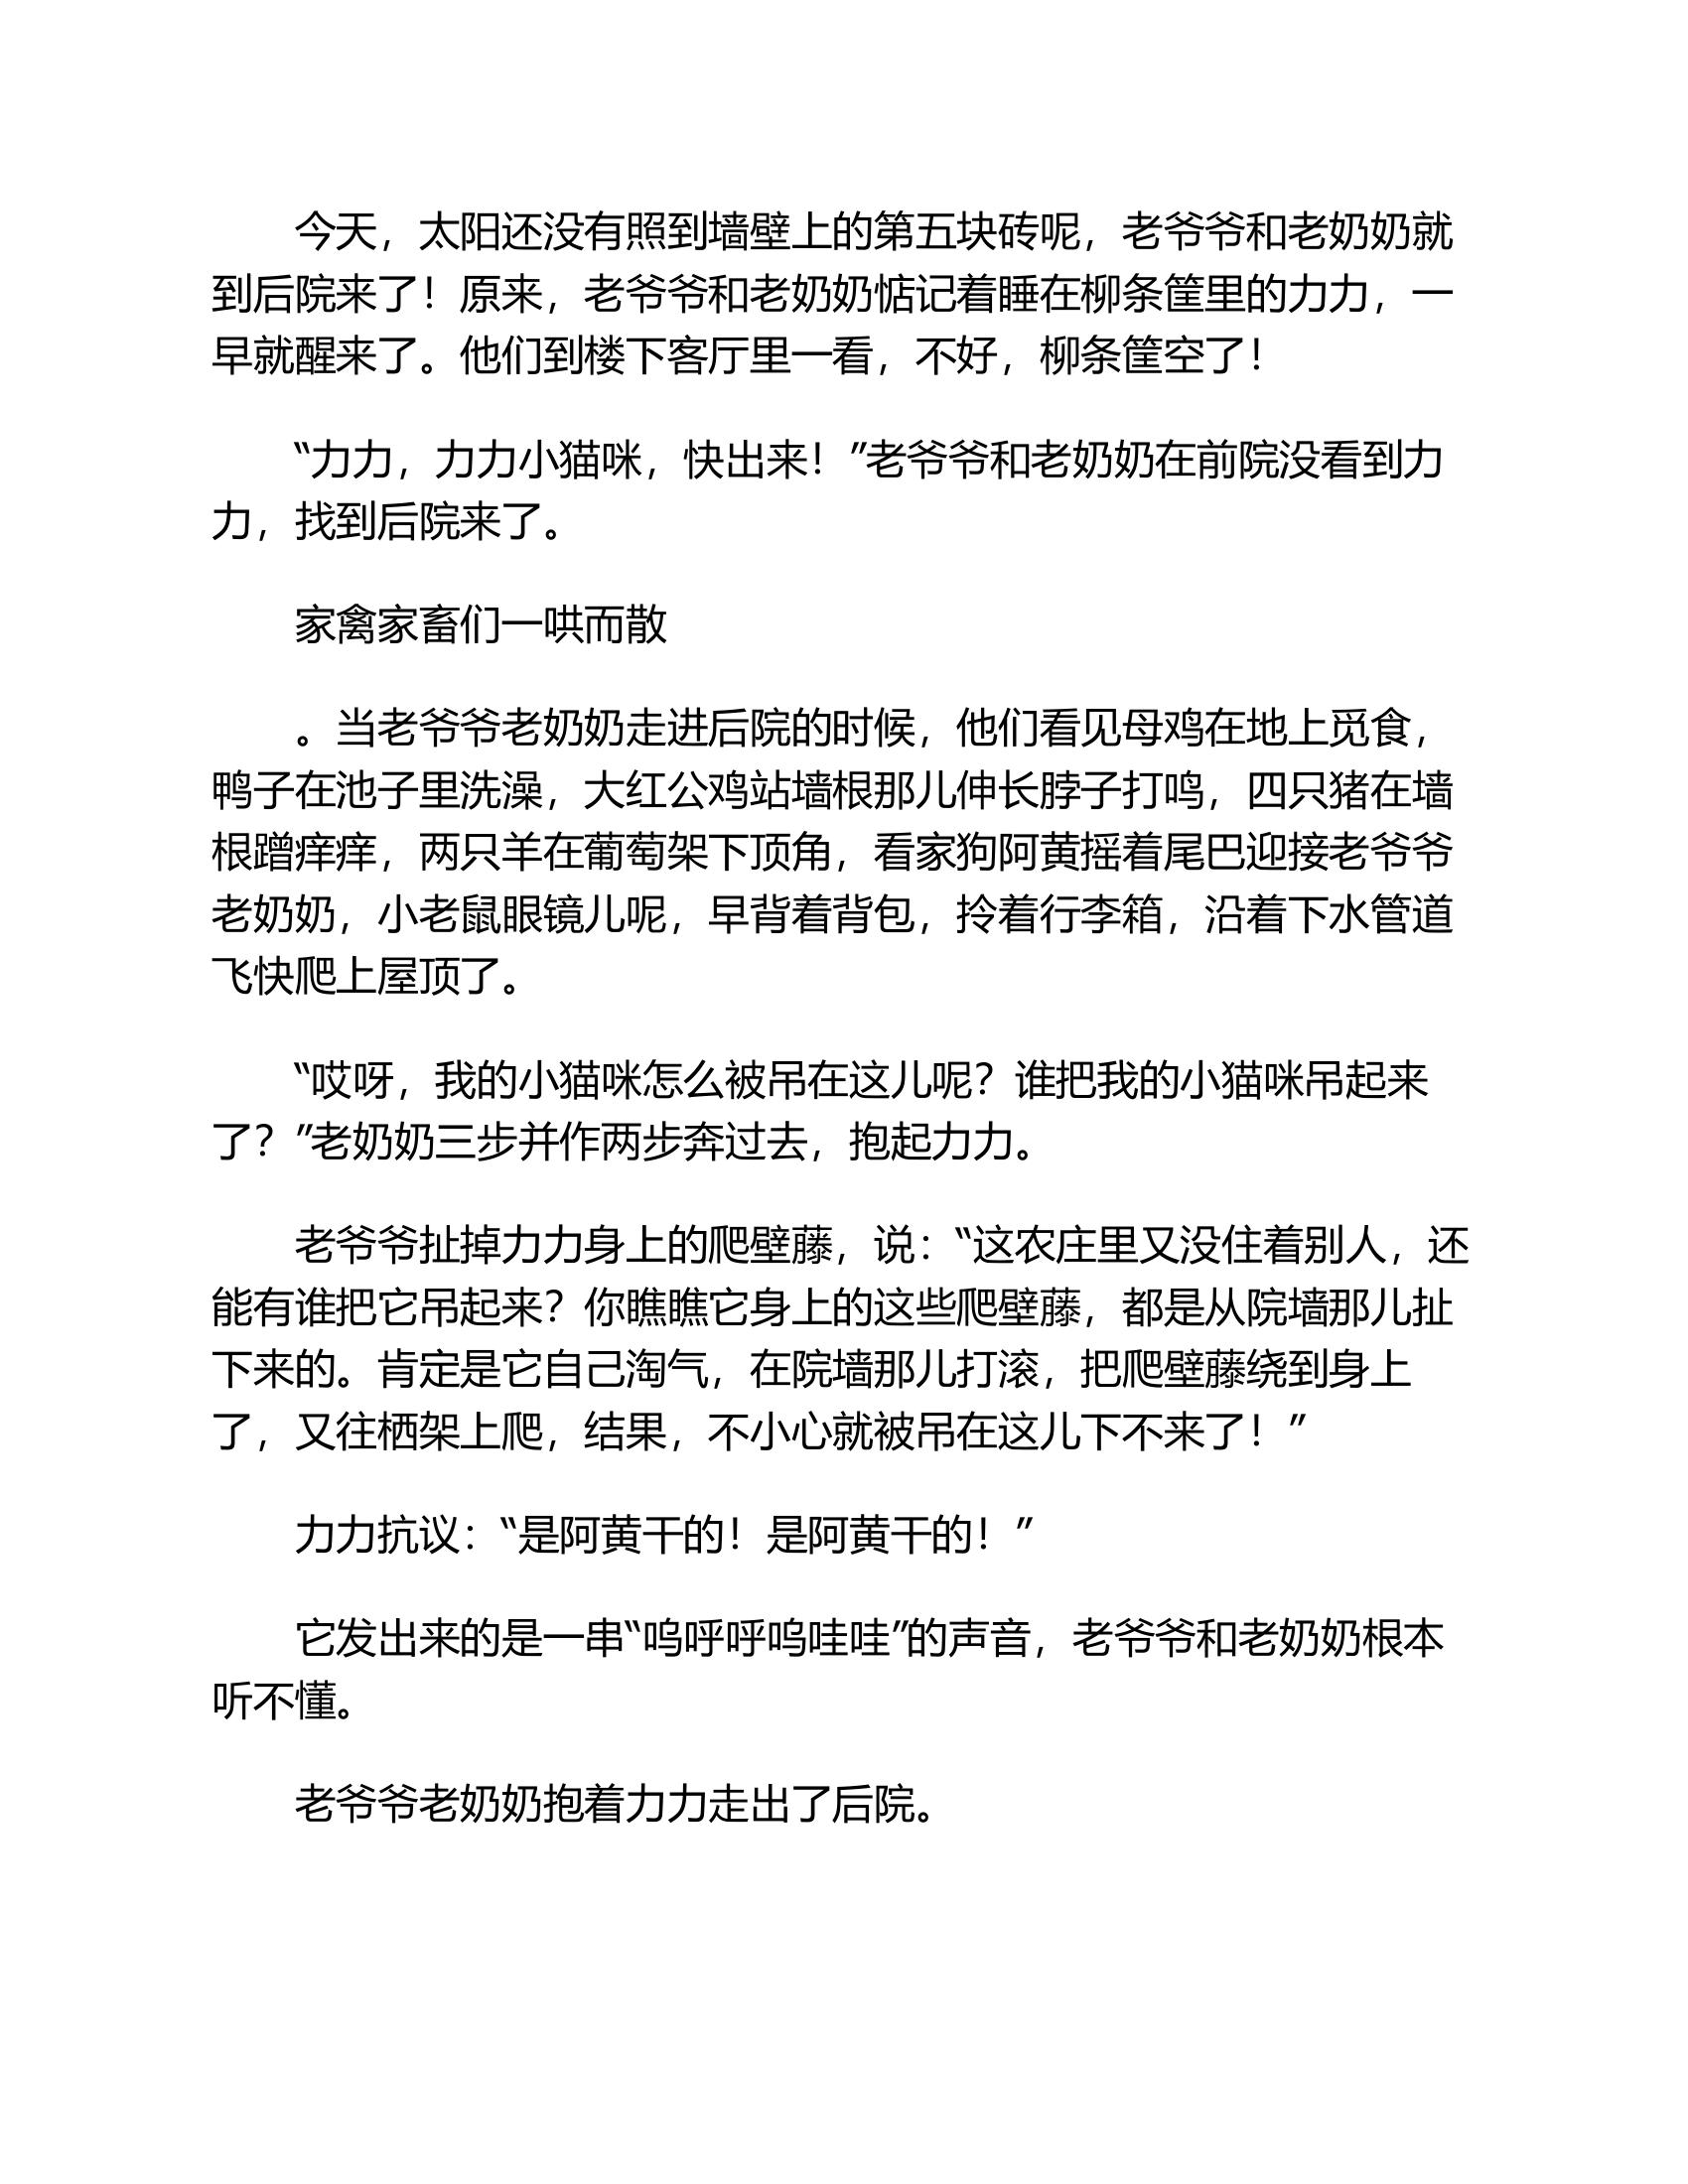 今天，太阳还没有照到墙壁上的第五块砖呢，老爷爷和老奶奶就
到后院来了！原来，老爷爷和老奶奶惦记着睡在柳条筐里的力力，一
早就醒来了。他们到楼下客厅里一看，不好，柳条筐空了！
“力力，力力小猫咪，快出来！”老爷爷和老奶奶在前院没看到力
力，找到后院来了。
家禽家畜们一哄而散
。当老爷爷老奶奶走进后院的时候，他们看见母鸡在地上觅食，
鸭子在池子里洗澡，大红公鸡站墙根那儿伸长脖子打鸣，四只猪在墙
根蹭痒痒，两只羊在葡萄架下顶角，看家狗阿黄摇着尾巴迎接老爷爷
老奶奶，小老鼠眼镜儿呢，早背着背包，拎着行李箱，沿着下水管道
飞快爬上屋顶了。
“哎呀，我的小猫咪怎么被吊在这儿呢？谁把我的小猫咪吊起来
了？”老奶奶三步并作两步奔过去，抱起力力。
老爷爷扯掉力力身上的爬壁藤，说：“这农庄里又没住着别人，还
能有谁把它吊起来？你瞧瞧它身上的这些爬壁藤，都是从院墙那儿扯
下来的。肯定是它自己淘气，在院墙那儿打滚，把爬壁藤绕到身上
了，又往栖架上爬，结果，不小心就被吊在这儿下不来了！”
力力抗议：“是阿黄干的！是阿黄干的！”
它发出来的是一串“呜呼呼呜哇哇”的声音，老爷爷和老奶奶根本
听不懂。
老爷爷老奶奶抱着力力走出了后院。